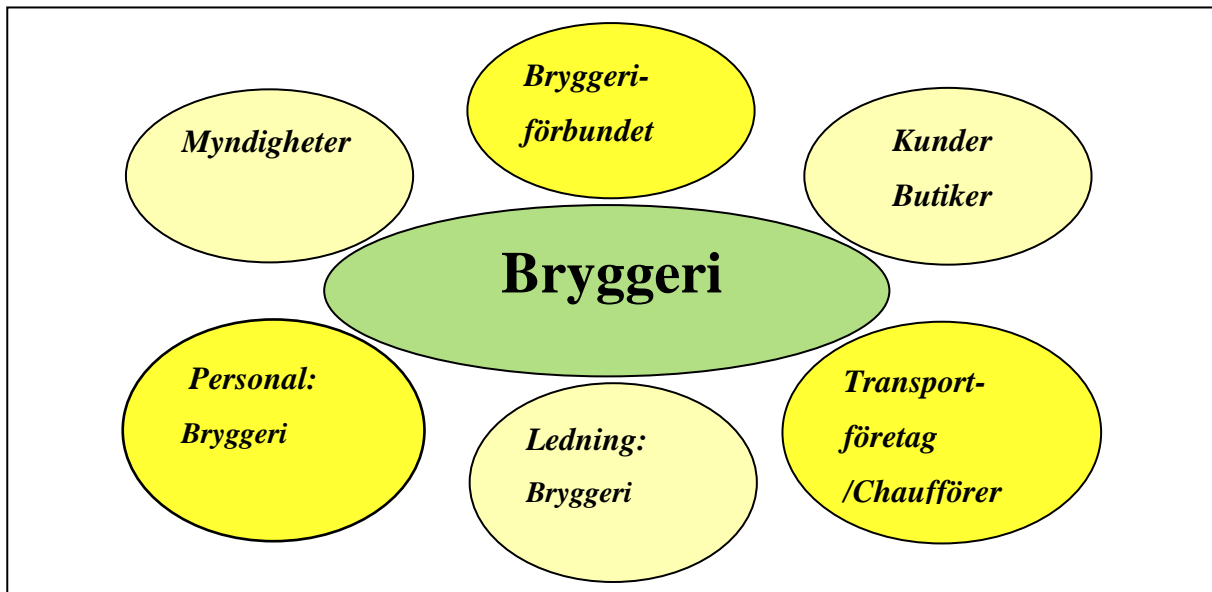 Bryggeri-
förbundet
Myndigheter
Kunder
Butiker
Bryggeri
Personal:
Bryggeri
Ledning:
Bryggeri
Transport-
företag
/Chaufförer